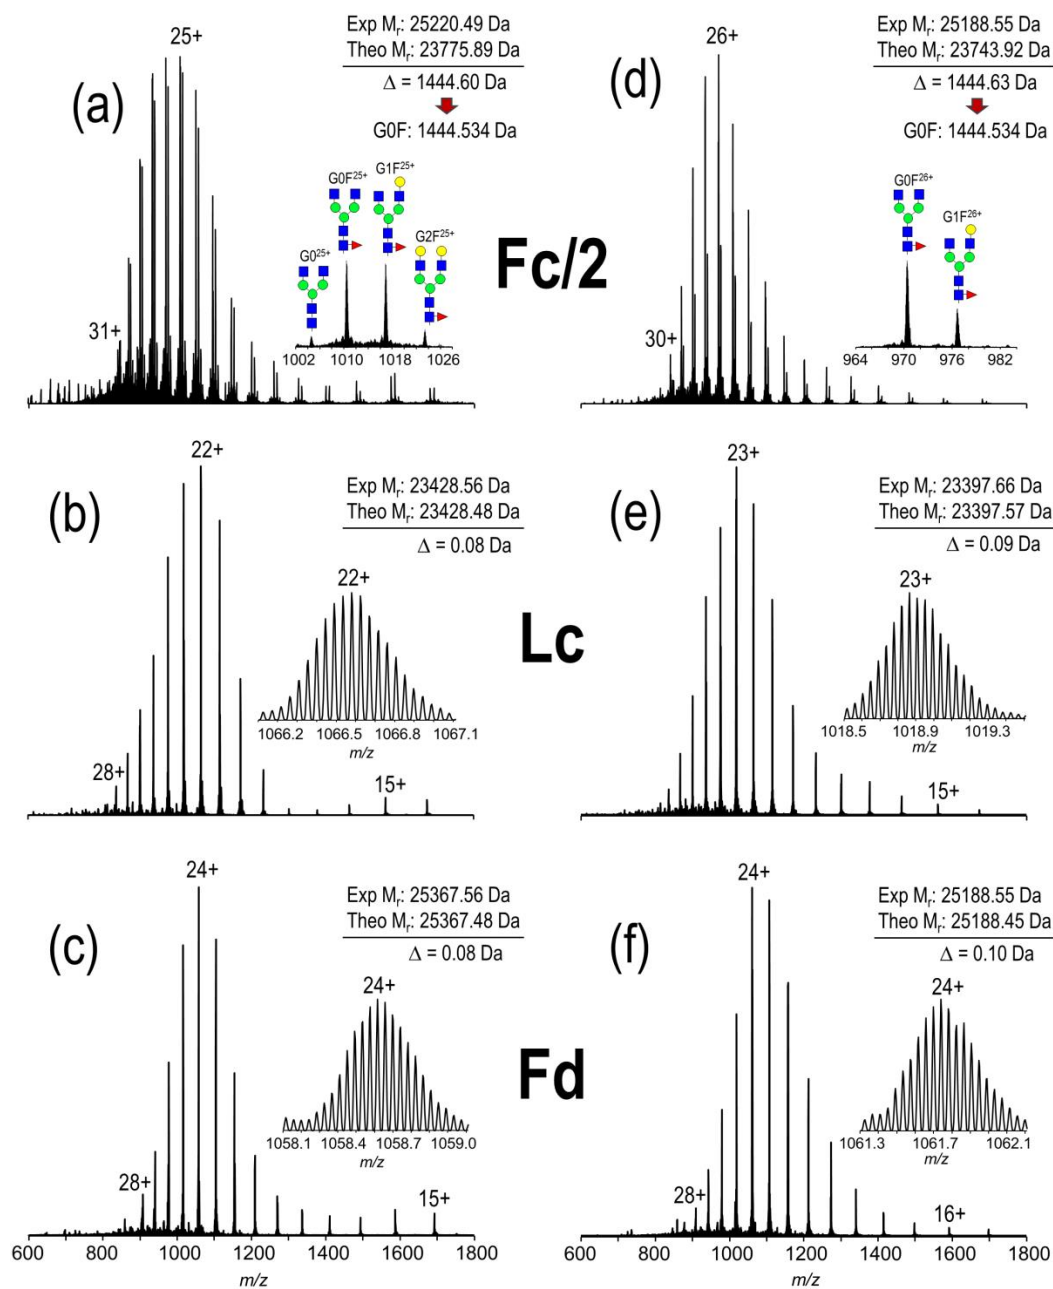 (a)
25+
31+
Exp Mr: 25220.49 Da
Theo Mr: 23775.89 Da
Δ = 1444.60 Da
G0F: 1444.534 Da
G0²⁵⁺
G0F²⁵⁺
G1F²⁵⁺
G2F²⁵⁺
1002 1010 1018 1026
Fc/2
(d)
26+
30+
Exp Mr: 25188.55 Da
Theo Mr: 23743.92 Da
Δ = 1444.63 Da
G0F: 1444.534 Da
G0F²⁶⁺
G1F²⁶⁺
964 970 976 982
(b)
22+
28+
15+
Exp Mr: 23428.56 Da
Theo Mr: 23428.48 Da
Δ = 0.08 Da
22+
1066.2 1066.5 1066.8 1067.1
m/z
Lc
(e)
23+
15+
Exp Mr: 23397.66 Da
Theo Mr: 23397.57 Da
Δ = 0.09 Da
23+
1018.5 1018.9 1019.3
m/z
(c)
24+
28+
15+
Exp Mr: 25367.56 Da
Theo Mr: 25367.48 Da
Δ = 0.08 Da
24+
1058.1 1058.4 1058.7 1059.0
m/z
600 800 1000 1200 1400 1600 1800
m/z
Fd
(f)
24+
28+
16+
Exp Mr: 25188.55 Da
Theo Mr: 25188.45 Da
Δ = 0.10 Da
24+
1061.3 1061.7 1062.1
m/z
600 800 1000 1200 1400 1600 1800
m/z